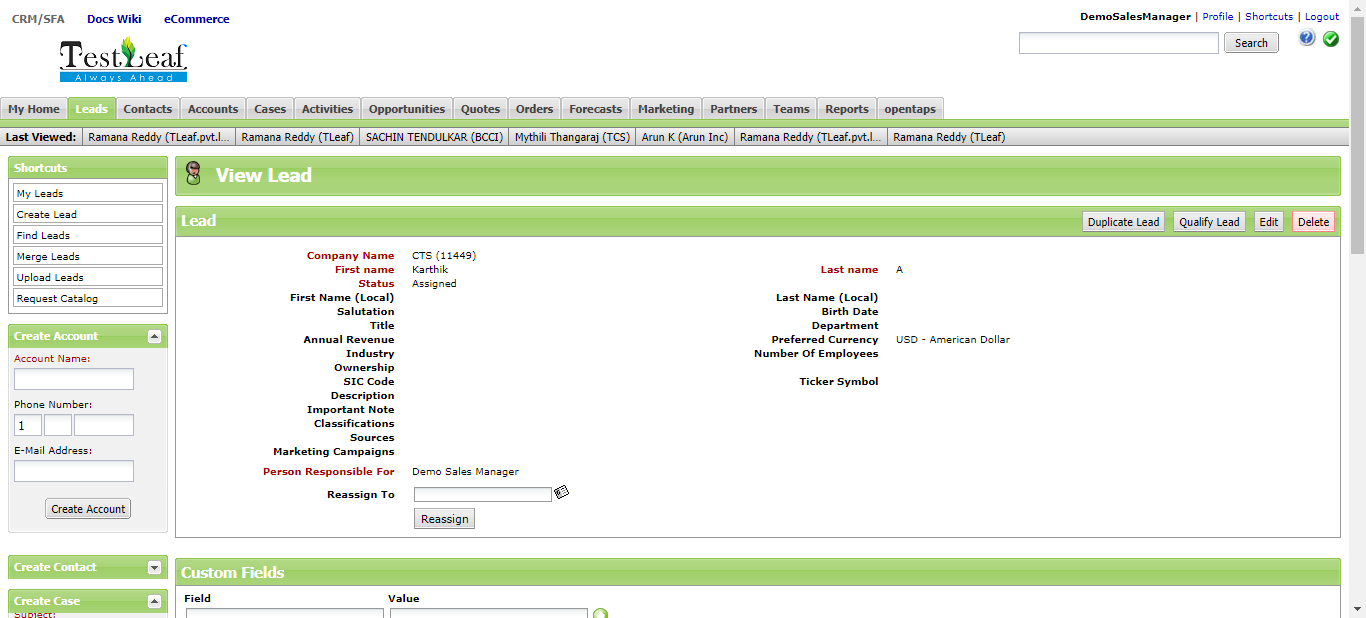 CRM/SFA Docs Wiki eCommerce
DemoSalesManager | Profile | Shortcuts | Logout
Search
TestLeaf
Always Ahead
My Home Leads Contacts Accounts Cases Activities Opportunities Quotes Orders Forecasts Marketing Partners Teams Reports opentaps
Last Viewed: Ramana Reddy (TLeaf.pvt.l... Ramana Reddy (TLeaf) SACHIN TENDULKAR (BCCI) Mythili Thangaraj (TCS) Arun K (Arun Inc) Ramana Reddy (TLeaf.pvt.l... Ramana Reddy (TLeaf)
Shortcuts
My Leads
Create Lead
Find Leads
Merge Leads
Upload Leads
Request Catalog
Create Account
Account Name:
Phone Number:
1
E-Mail Address:
Create Account
Create Contact
Create Case
Subject:
View Lead
Lead Duplicate Lead Qualify Lead Edit Delete
Company Name CTS (11449)
First name Karthik Last name A
Status Assigned
First Name (Local) Last Name (Local)
Salutation Birth Date
Title Department
Annual Revenue Preferred Currency USD - American Dollar
Industry Number Of Employees
Ownership
SIC Code Ticker Symbol
Description
Important Note
Classifications
Sources
Marketing Campaigns
Person Responsible For Demo Sales Manager
Reassign To
Reassign
Custom Fields
Field Value